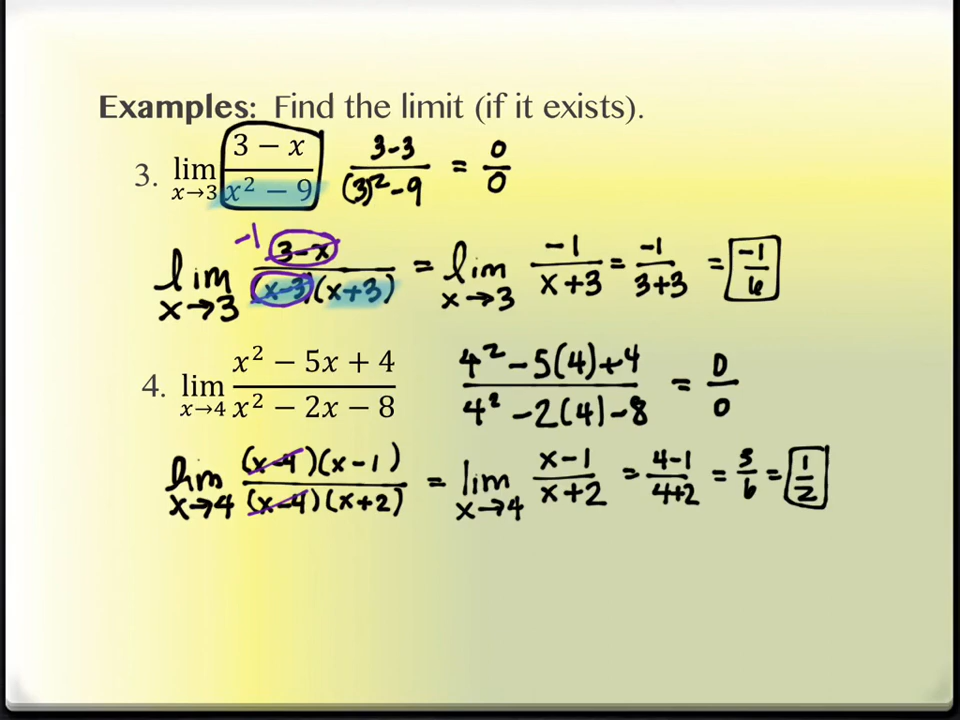 Examples: Find the limit (if it exists).
3. lim x→3 (3 − x)/(x² − 9) (3-3)/((3)²-9) = 0/0
lim x→3 -1 (3-x)/((x-3)(x+3)) = lim x→3 -1/(x+3) = -1/(3+3) = -1/6
4. lim x→4 (x² − 5x + 4)/(x² − 2x − 8) (4²-5(4)+4)/(4²-2(4)-8) = 0/0
lim x→4 ((x-4)(x-1))/((x-4)(x+2)) = lim x→4 (x-1)/(x+2) = (4-1)/(4+2) = 3/6 = 1/2